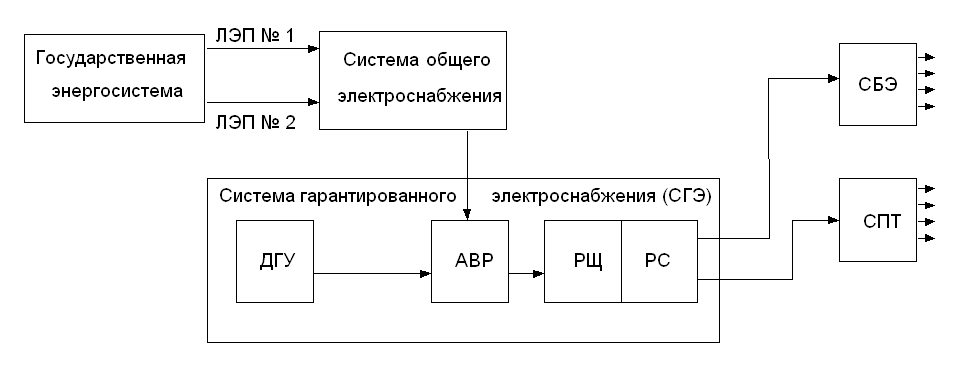 Государственная
энергосистема
ЛЭП № 1
ЛЭП № 2
Система общего
электроснабжения
СБЭ
Система гарантированного электроснабжения (СГЭ)
СПТ
ДГУ
АВР
РЩ
РС